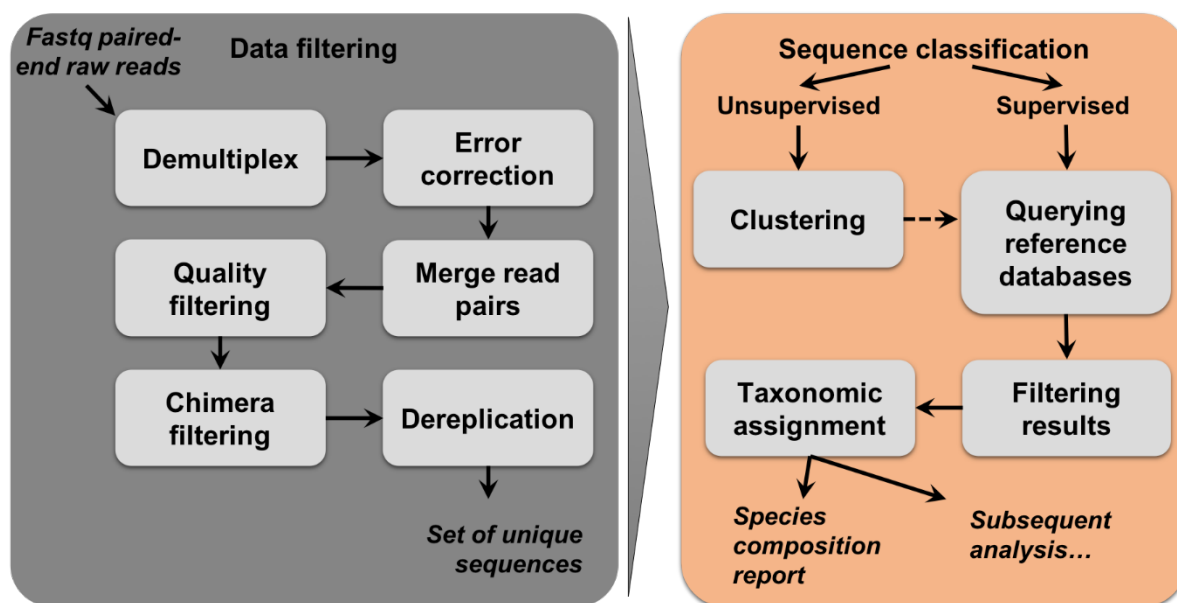 Fastq paired-
end raw reads
Data filtering
Demultiplex
Error
correction
Quality
filtering
Merge read
pairs
Chimera
filtering
Dereplication
Set of unique
sequences
Sequence classification
Unsupervised
Supervised
Clustering
Querying
reference
databases
Taxonomic
assignment
Filtering
results
Species
composition
report
Subsequent
analysis…